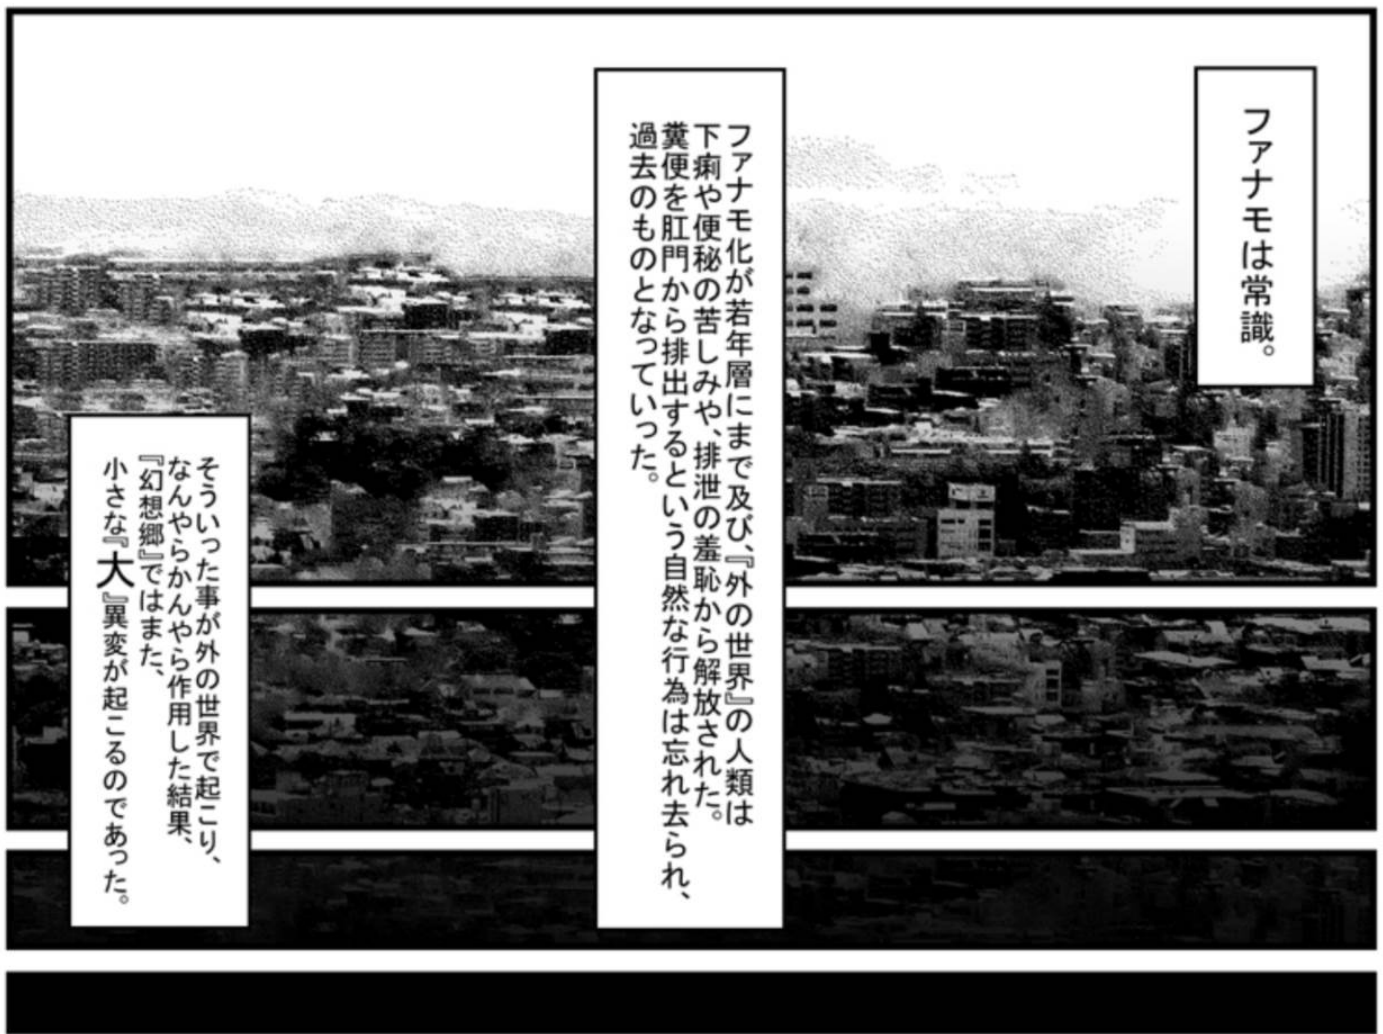 ファナモは常識。
ファナモ化が若年層にまで及び、『外の世界』の人類は
下痢や便秘の苦しみや、排泄の羞恥から解放された。
糞便を肛門から排出するという自然な行為は忘れ去られ、
過去のものとなっていった。
そういった事が外の世界で起こり、
なんやらかんやら作用した結果、
『幻想郷』ではまた、
小さな『大』異変が起こるのであった。